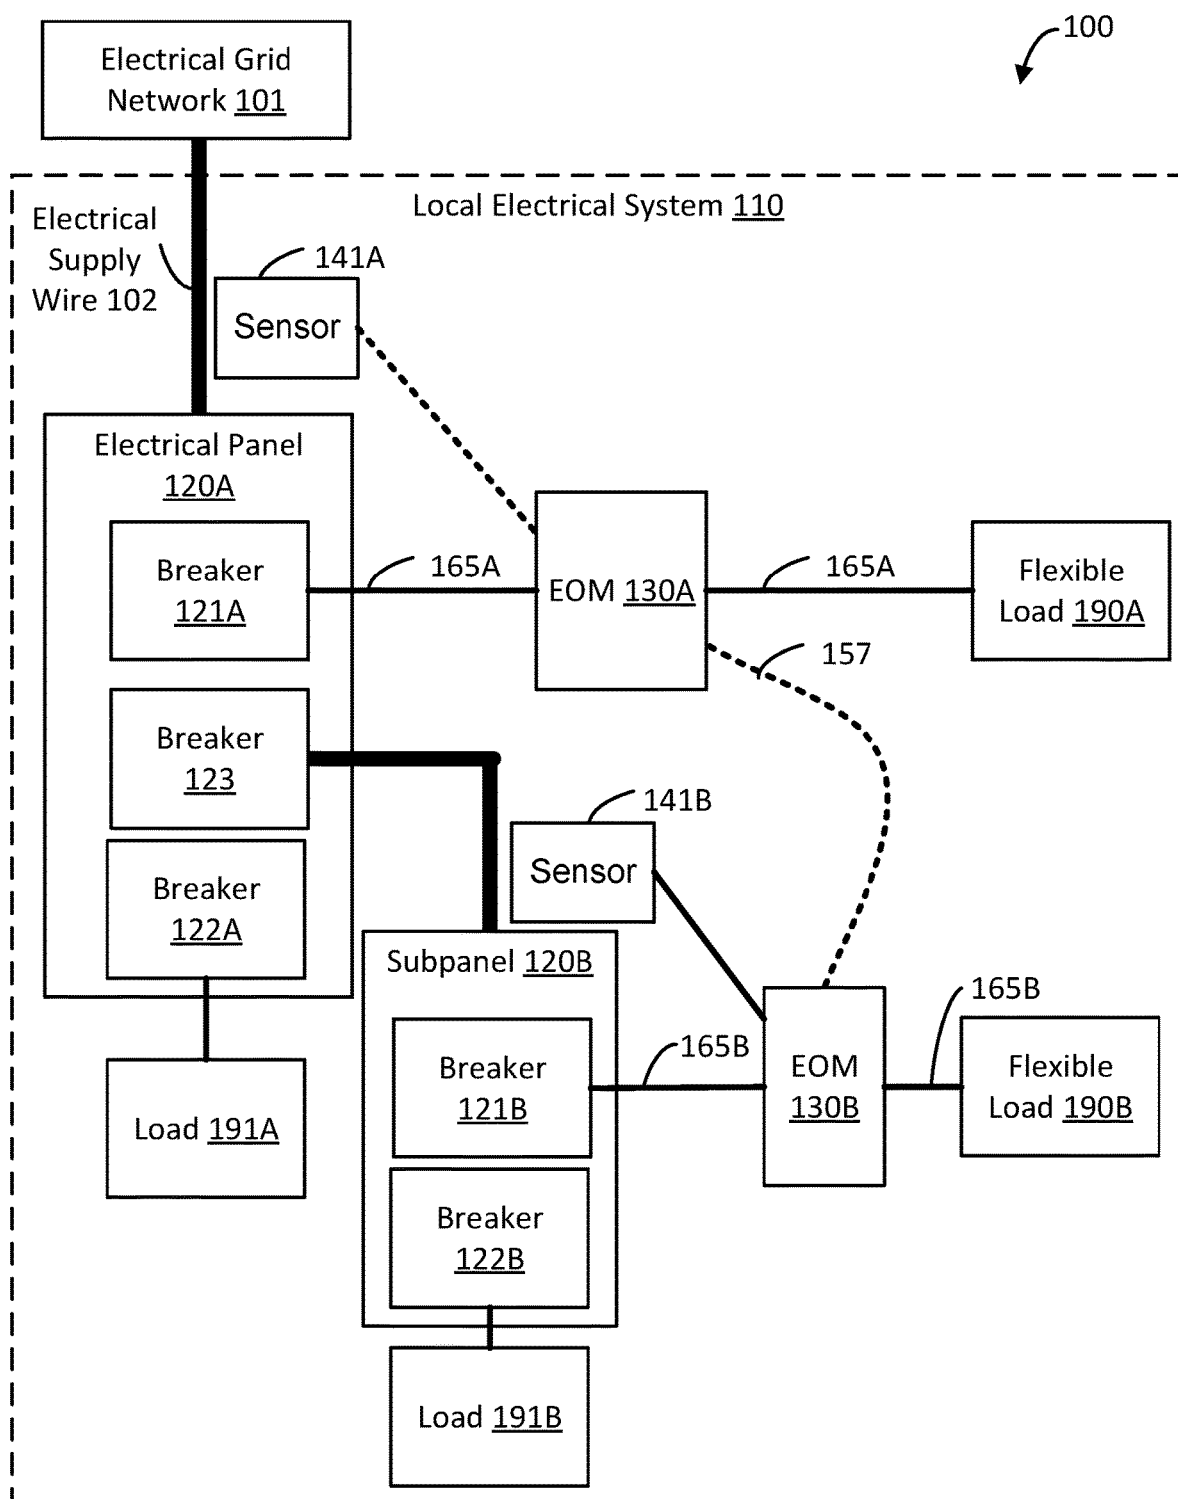 100
Electrical Grid
Network 101
Local Electrical System 110
Electrical
Supply
Wire 102
141A
Sensor
Electrical Panel
120A
Breaker
121A
165A
EOM 130A
165A
Flexible
Load 190A
157
Breaker
123
141B
Sensor
Breaker
122A
Subpanel 120B
165B
Breaker
121B
165B
EOM
130B
Flexible
Load 190B
Load 191A
Breaker
122B
Load 191B